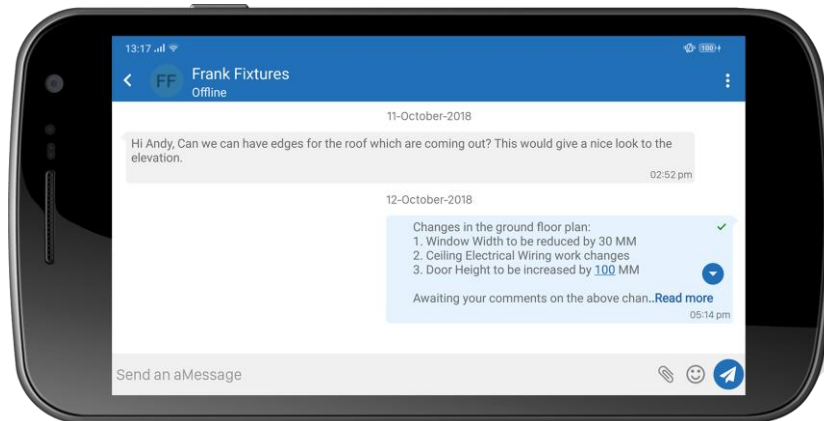 13:17
100
FF
Frank Fixtures
Offline
11-October-2018
Hi Andy, Can we can have edges for the roof which are coming out? This would give a nice look to the
elevation.
02:52 pm
12-October-2018
Changes in the ground floor plan:
1. Window Width to be reduced by 30 MM
2. Ceiling Electrical Wiring work changes
3. Door Height to be increased by 100 MM
Awaiting your comments on the above chan..Read more
05:14 pm
Send an aMessage